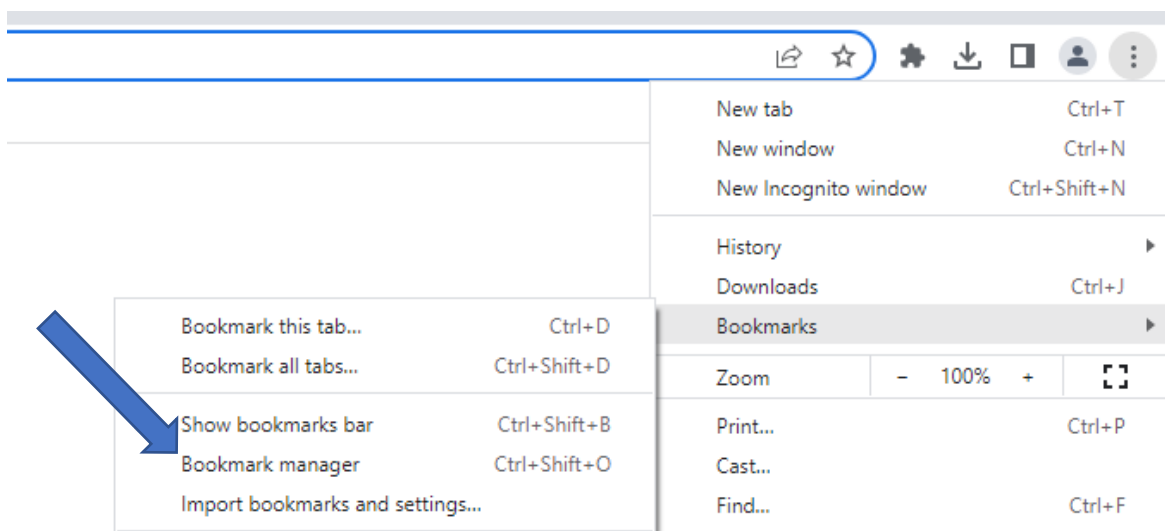 New tab Ctrl+T
New window Ctrl+N
New Incognito window Ctrl+Shift+N
History
Downloads Ctrl+J
Bookmarks
Zoom - 100% +
Print... Ctrl+P
Cast...
Find... Ctrl+F
Bookmark this tab... Ctrl+D
Bookmark all tabs... Ctrl+Shift+D
Show bookmarks bar Ctrl+Shift+B
Bookmark manager Ctrl+Shift+O
Import bookmarks and settings...